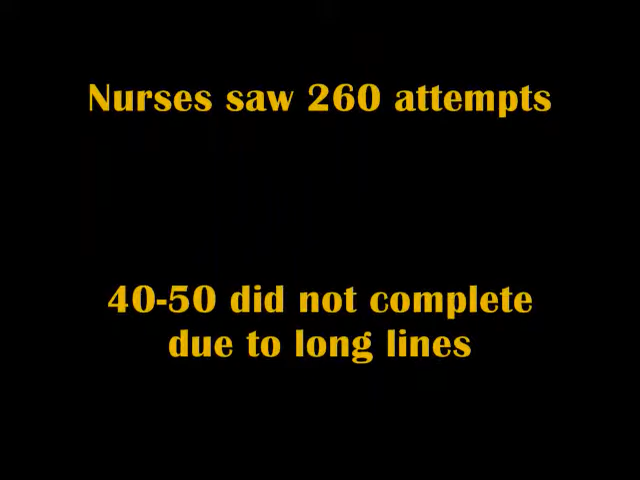 Nurses saw 260 attempts
40-50 did not complete
due to long lines